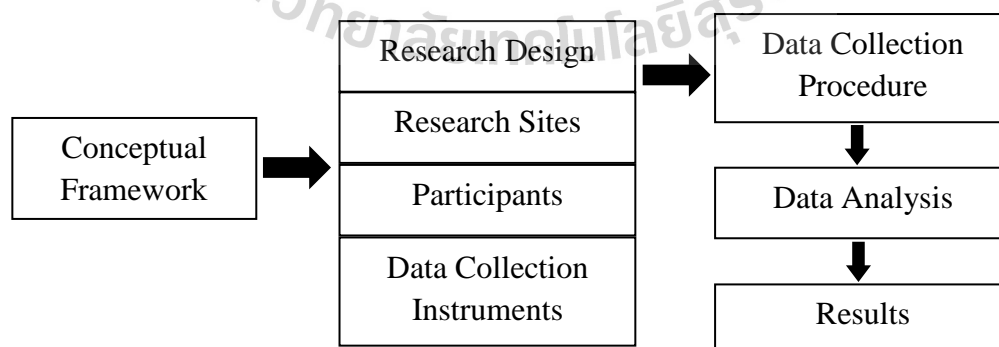 Conceptual
Framework
Research Design
Research Sites
Participants
Data Collection
Instruments
Data Collection
Procedure
Data Analysis
Results